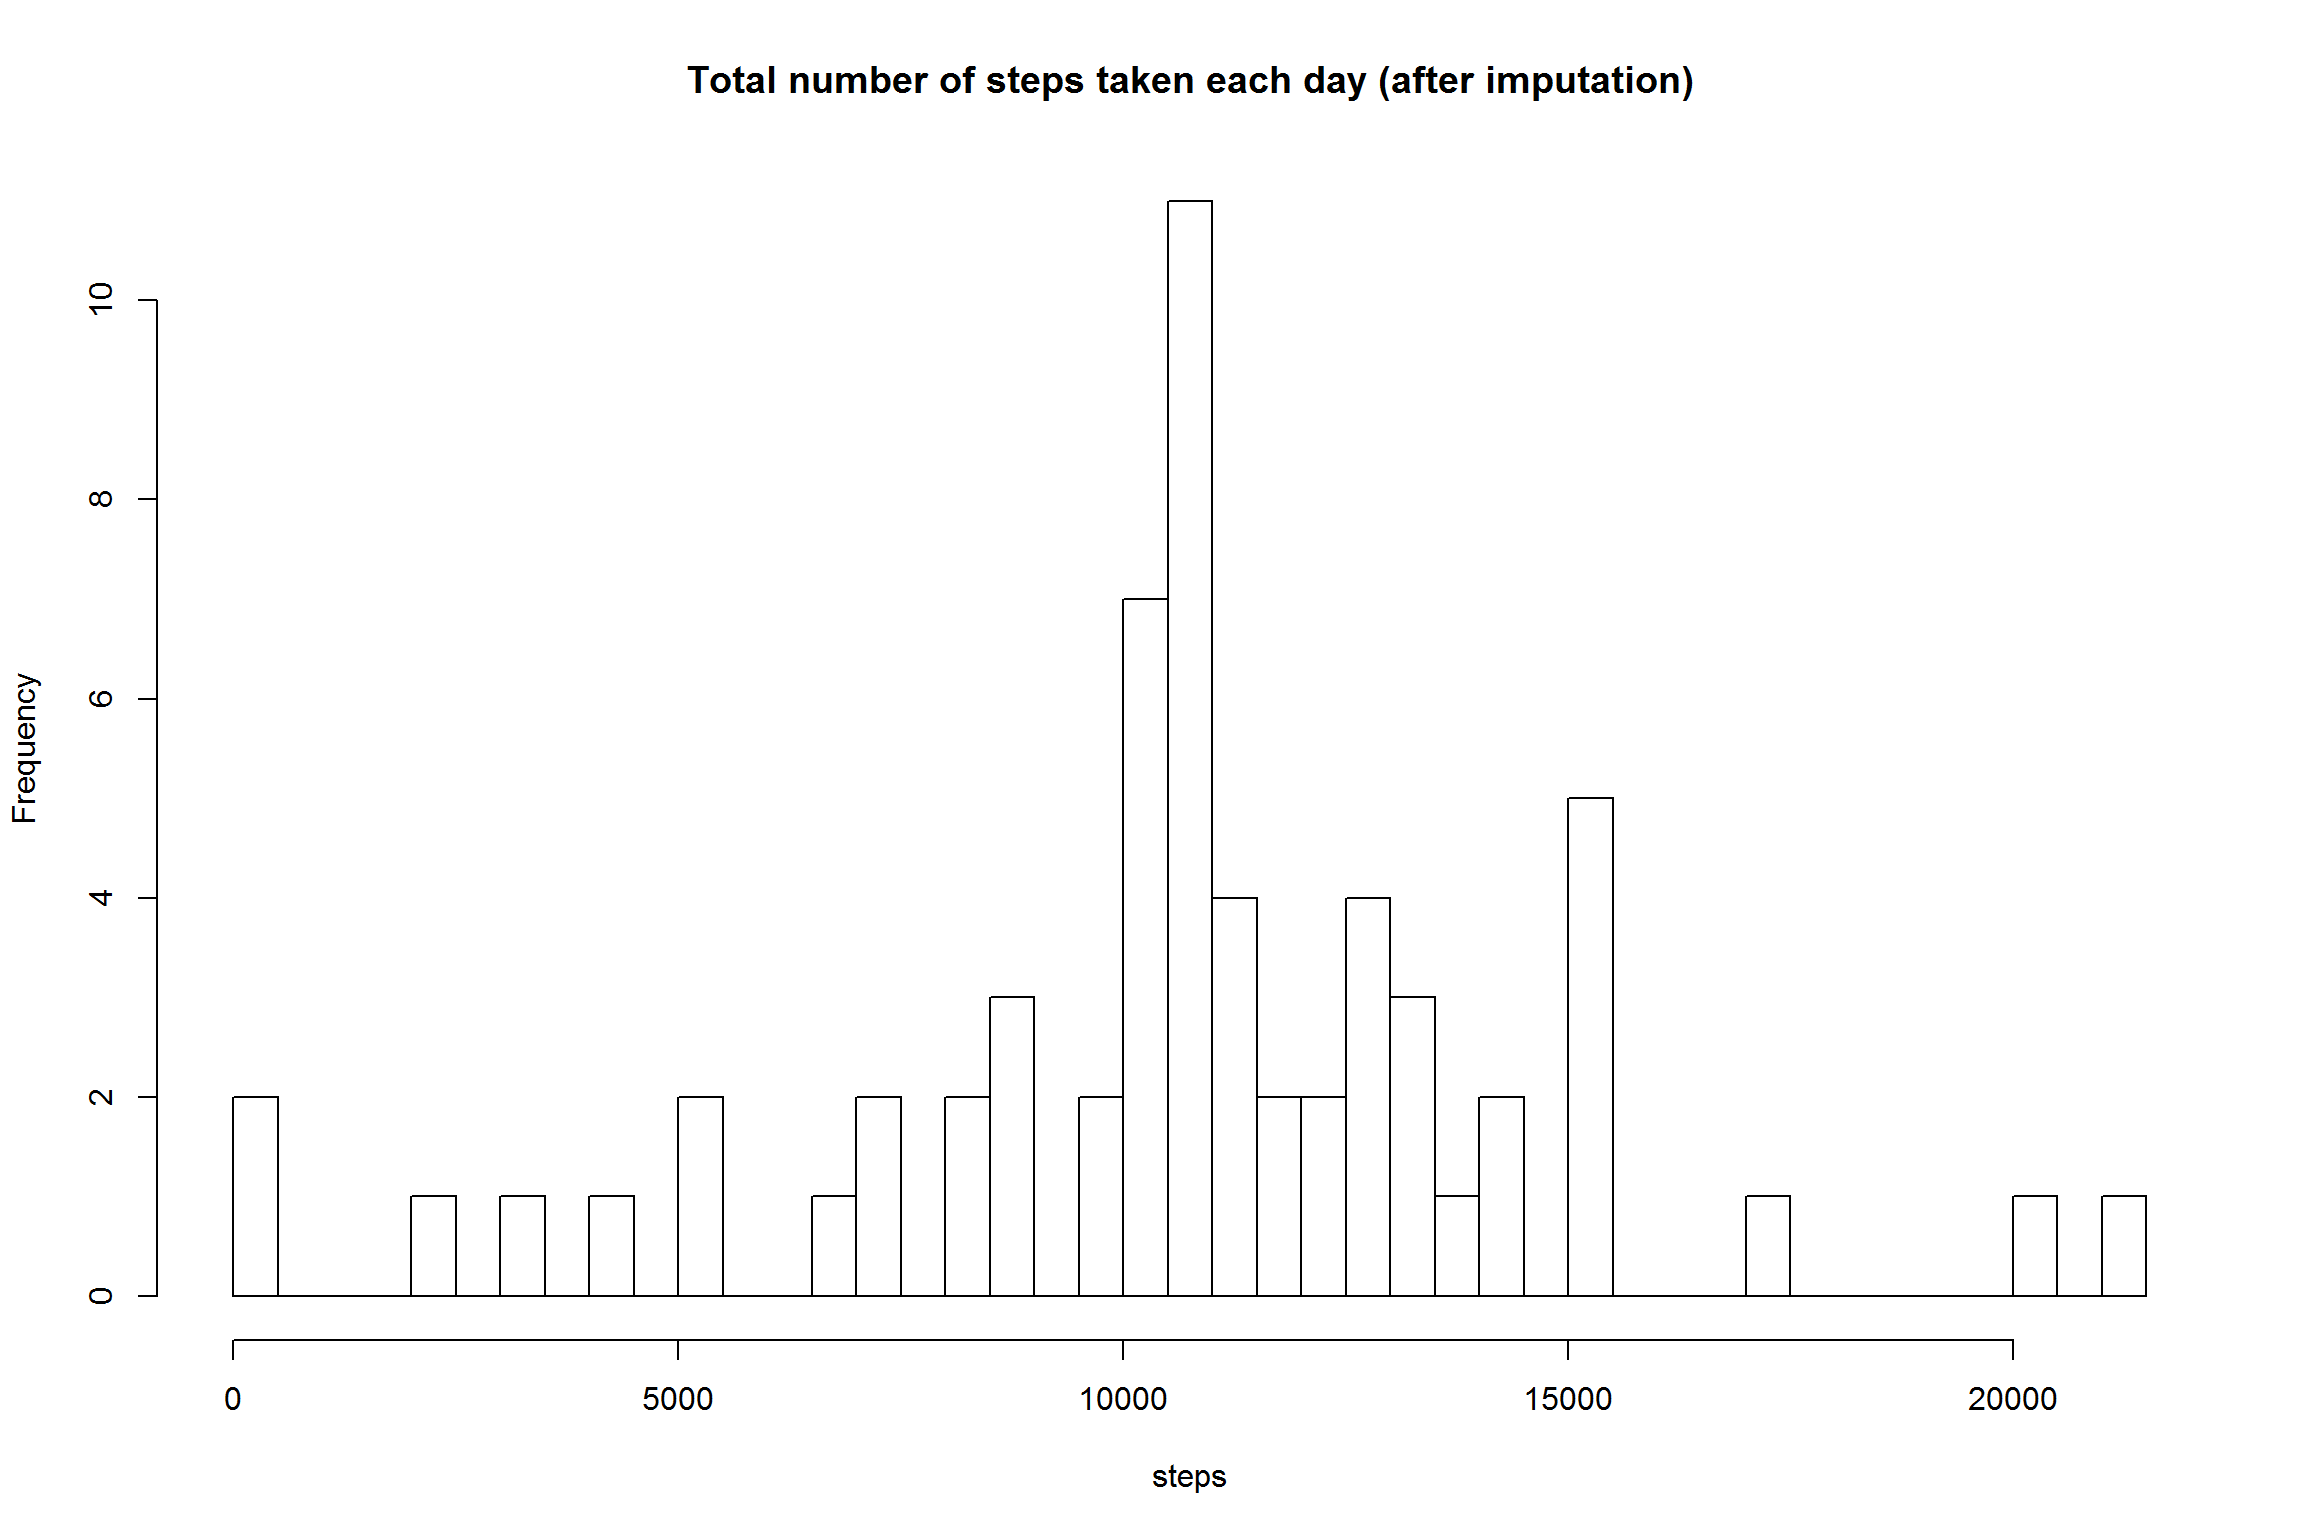 Total number of steps taken each day (after imputation)
10
8
6
4
2
0
Frequency
0 5000 10000 15000 20000
steps